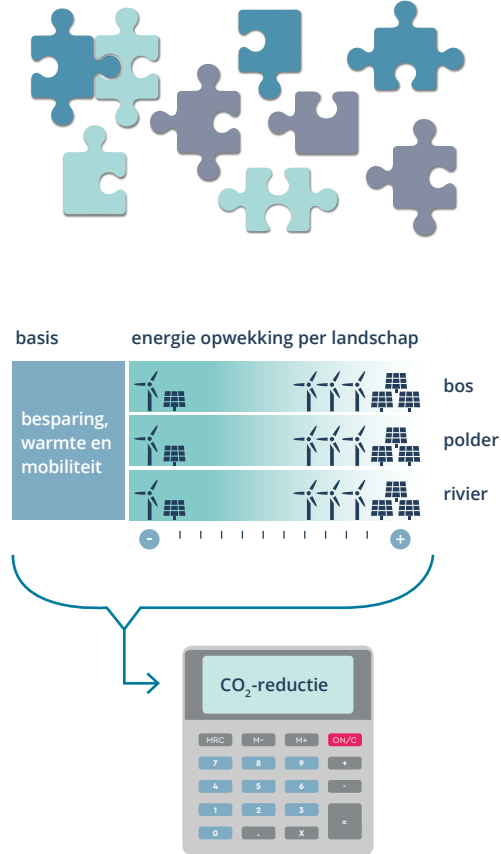 basis
energie opwekking per landschap
besparing,
warmte en
mobiliteit
bos
polder
rivier
- +
CO₂-reductie
MRC M- M+ ON/C
7 8 9 +
4 5 6 -
1 2 3 =
0 . X